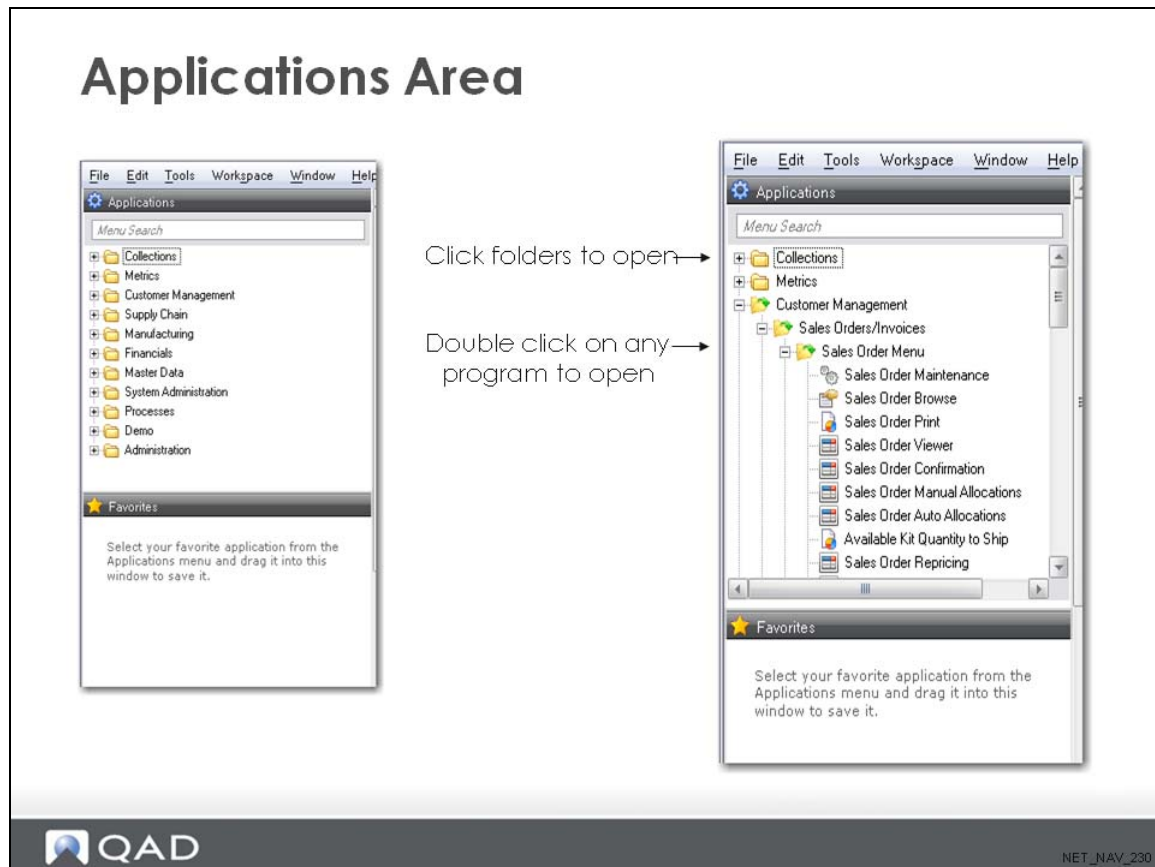 Applications Area
File Edit Tools Workspace Window Help
Applications
Menu Search
Collections
Metrics
Customer Management
Supply Chain
Manufacturing
Financials
Master Data
System Administration
Processes
Demo
Administration
Favorites
Select your favorite application from the
Applications menu and drag it into this
window to save it.
Click folders to open
Double click on any
program to open
File Edit Tools Workspace Window Help
Applications
Menu Search
Collections
Metrics
Customer Management
Sales Orders/Invoices
Sales Order Menu
Sales Order Maintenance
Sales Order Browse
Sales Order Print
Sales Order Viewer
Sales Order Confirmation
Sales Order Manual Allocations
Sales Order Auto Allocations
Available Kit Quantity to Ship
Sales Order Repricing
Favorites
Select your favorite application from the
Applications menu and drag it into this
window to save it.
QAD
NET_NAV_230